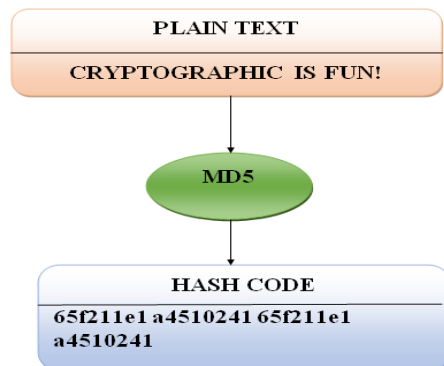 PLAIN TEXT
CRYPTOGRAPHIC IS FUN!
MD5
HASH CODE
65f211e1 a4510241 65f211e1
a4510241